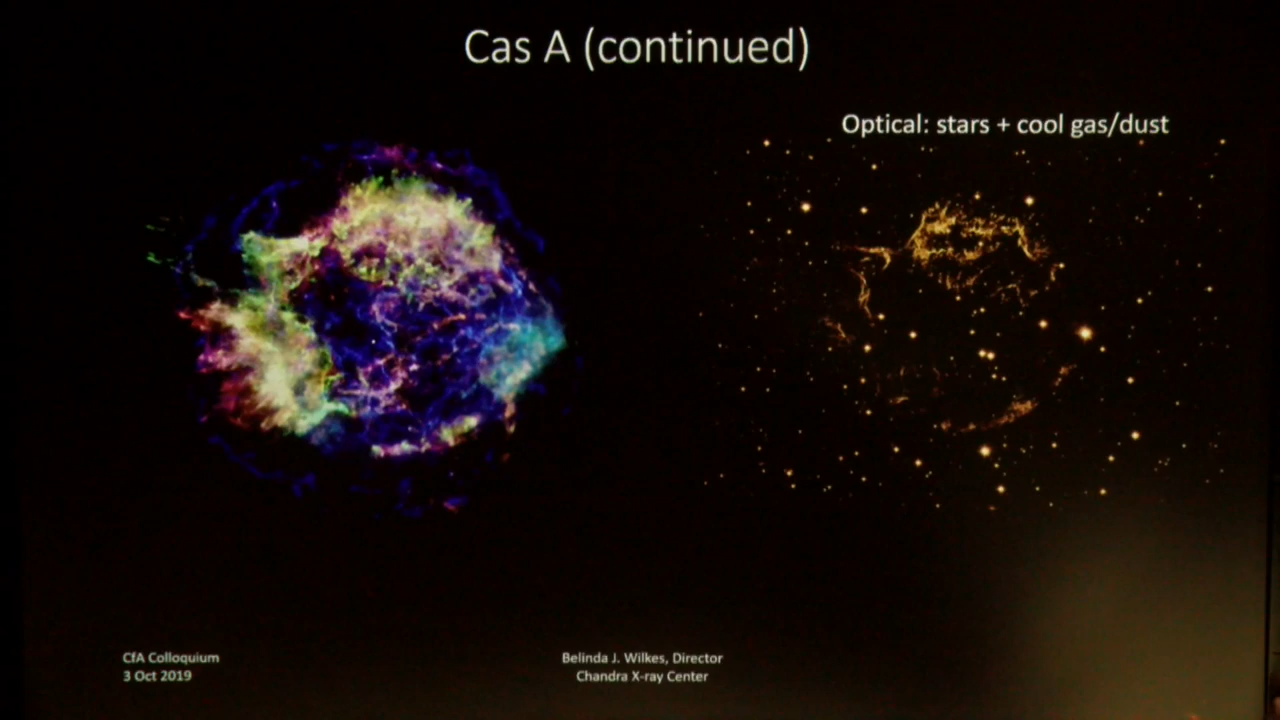 Cas A (continued)
Optical: stars + cool gas/dust
CfA Colloquium
3 Oct 2019
Belinda J. Wilkes, Director
Chandra X-ray Center